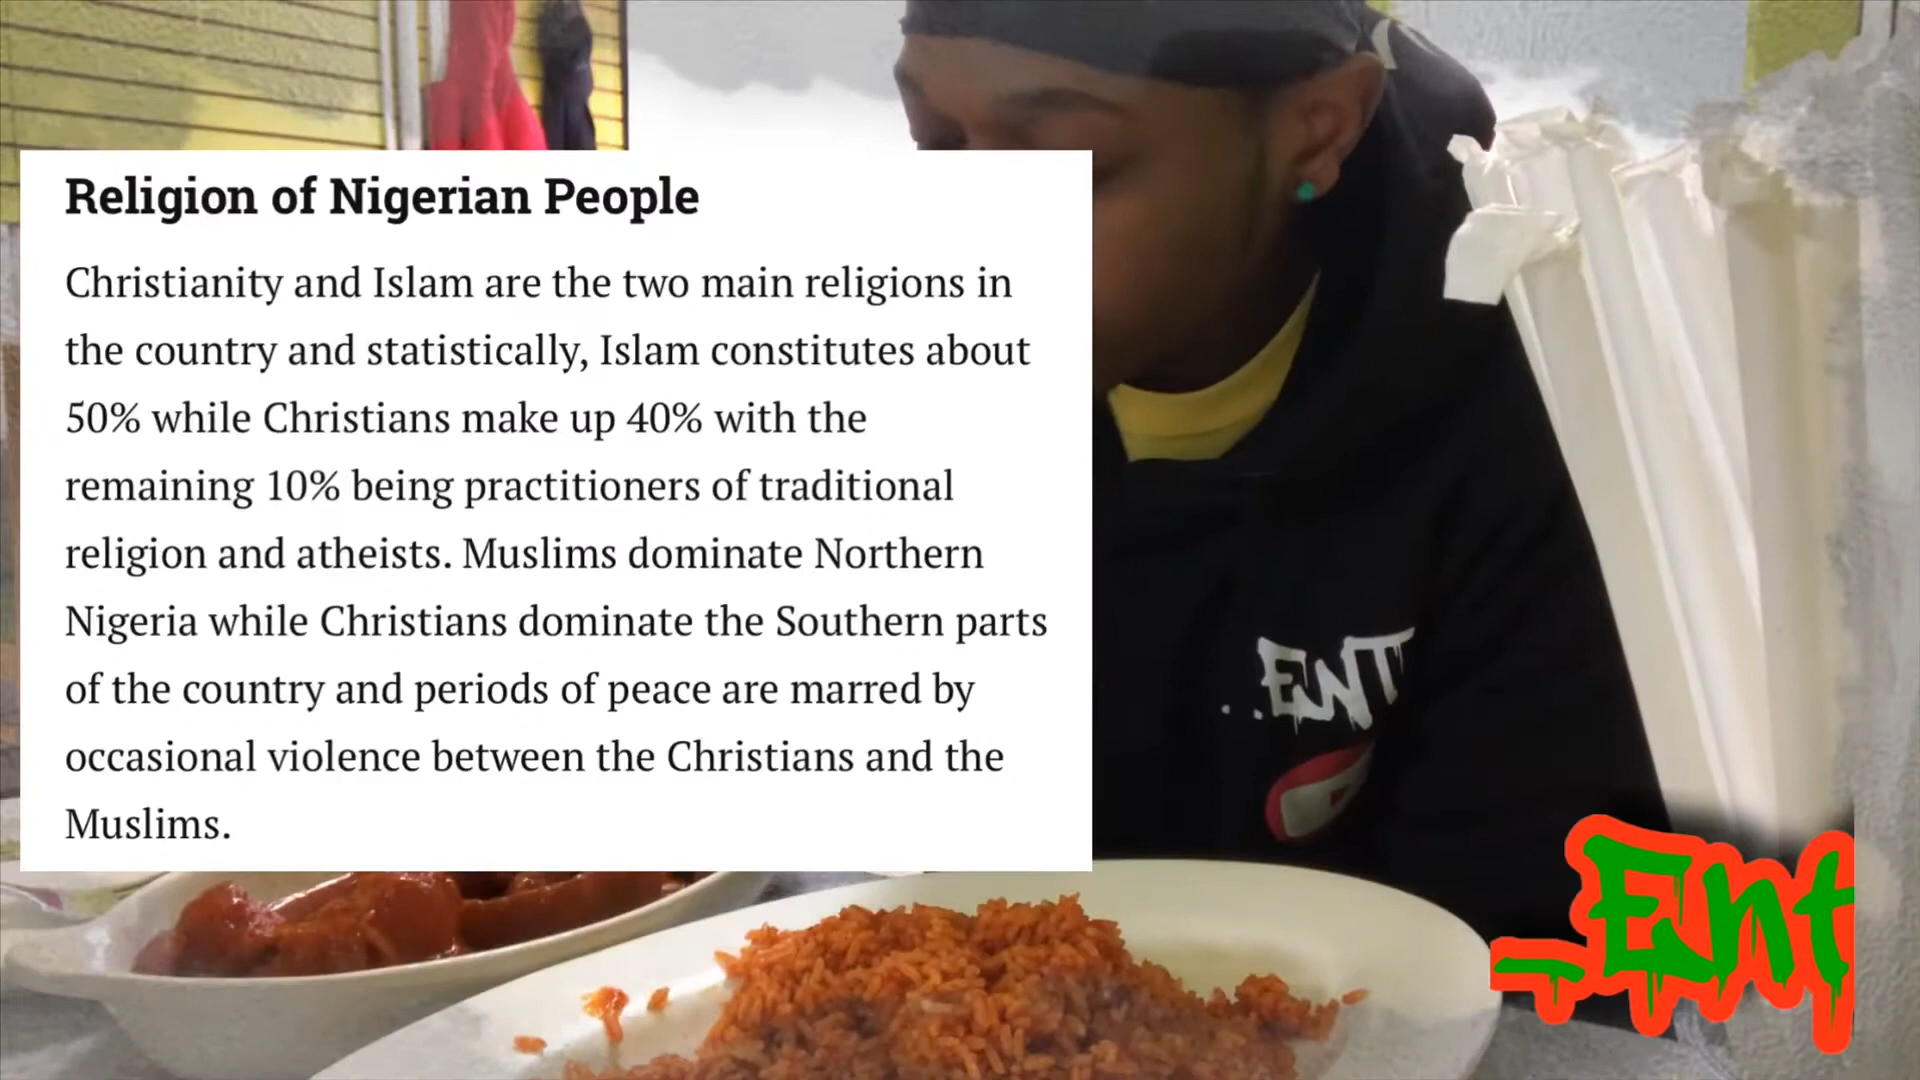 Religion of Nigerian People
Christianity and Islam are the two main religions in
the country and statistically, Islam constitutes about
50% while Christians make up 40% with the
remaining 10% being practitioners of traditional
religion and atheists. Muslims dominate Northern
Nigeria while Christians dominate the Southern parts
of the country and periods of peace are marred by
occasional violence between the Christians and the
Muslims.
..ENT
_Ent